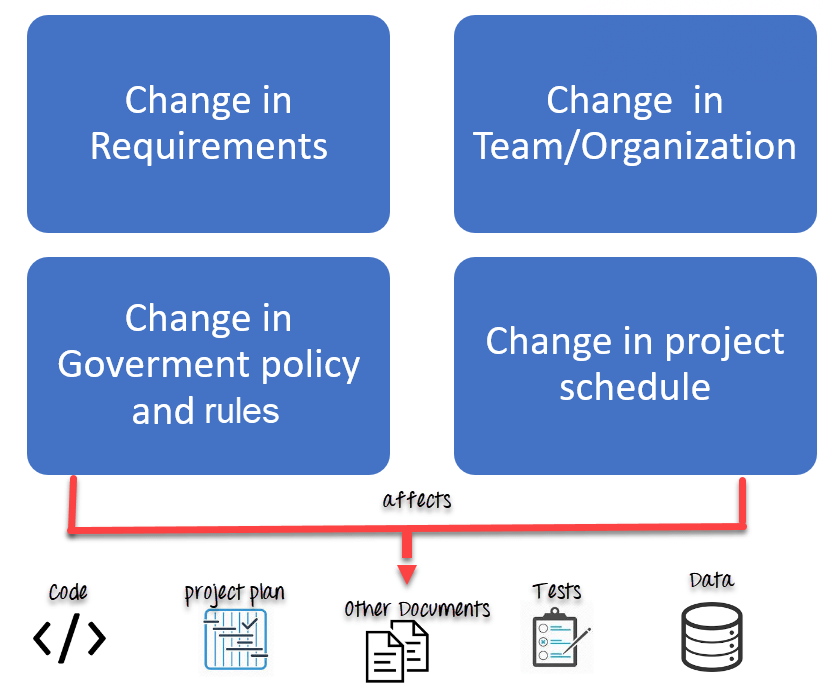 Change in
Requirements
Change in
Team/Organization
Change in
Goverment policy
and rules
Change in project
schedule
affects
Code
project plan
Other Documents
Tests
Data